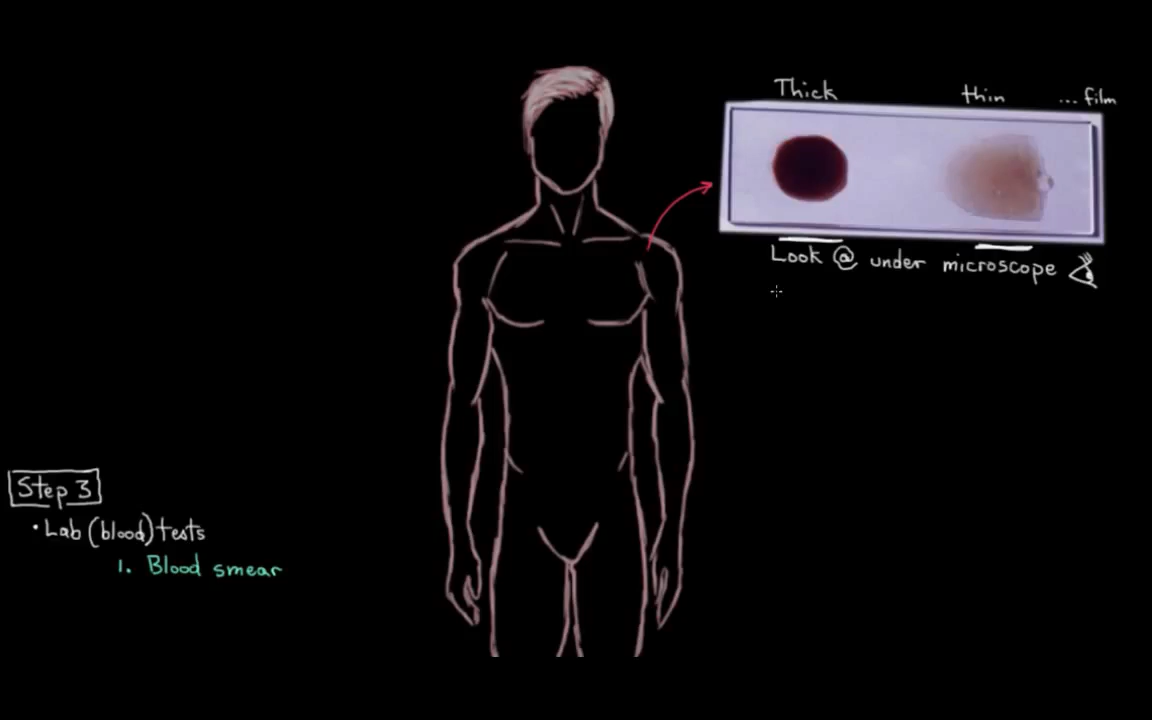 Thick thin ... film
Look @ under microscope
Step 3
• Lab (blood) tests
1. Blood smear